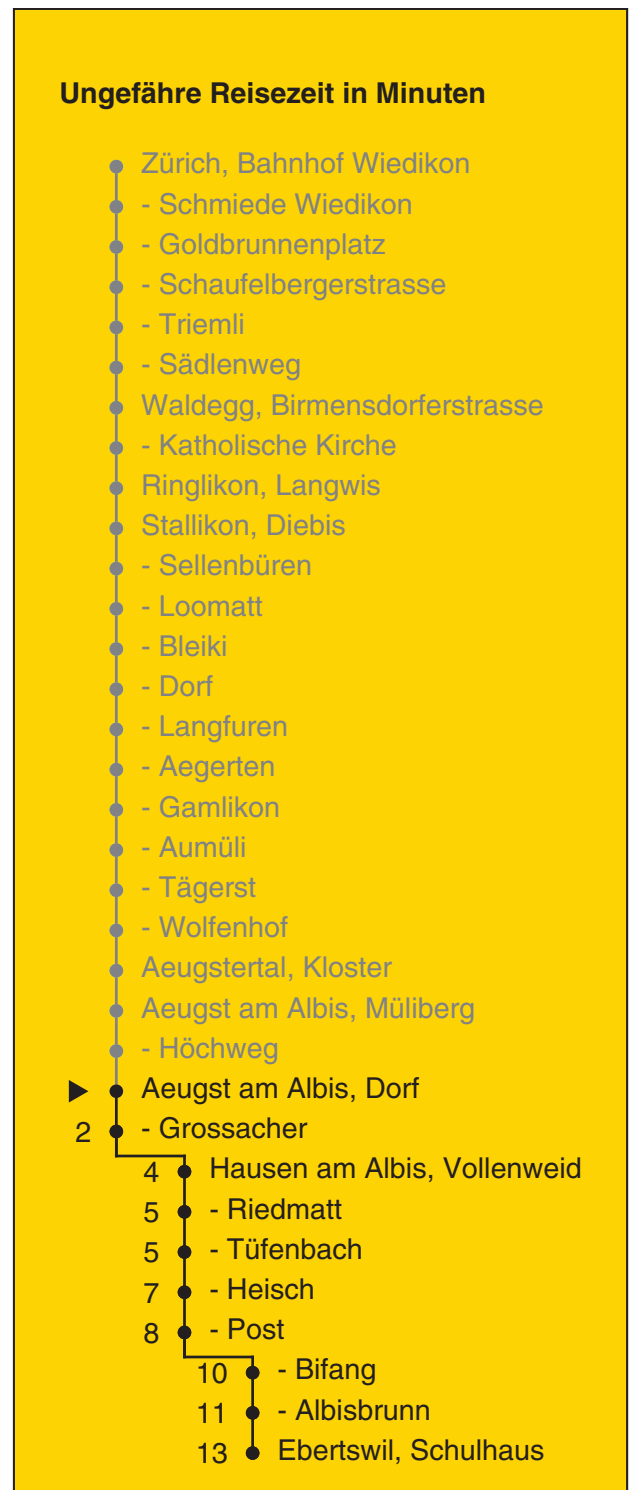 Ungefähre Reisezeit in Minuten
Zürich, Bahnhof Wiedikon
- Schmiede Wiedikon
- Goldbrunnenplatz
- Schaufelbergerstrasse
- Triemli
- Sädlenweg
Waldegg, Birmensdorferstrasse
- Katholische Kirche
Ringlikon, Langwis
Stallikon, Diebis
- Sellenbüren
- Loomatt
- Bleiki
- Dorf
- Langfuren
- Aegerten
- Gamlikon
- Aumüli
- Tägerst
- Wolfenhof
Aeugstertal, Kloster
Aeugst am Albis, Müliberg
- Höchweg
Aeugst am Albis, Dorf
2 - Grossacher
4 Hausen am Albis, Vollenweid
5 - Riedmatt
5 - Tüfenbach
7 - Heisch
8 - Post
10 - Bifang
11 - Albisbrunn
13 Ebertswil, Schulhaus